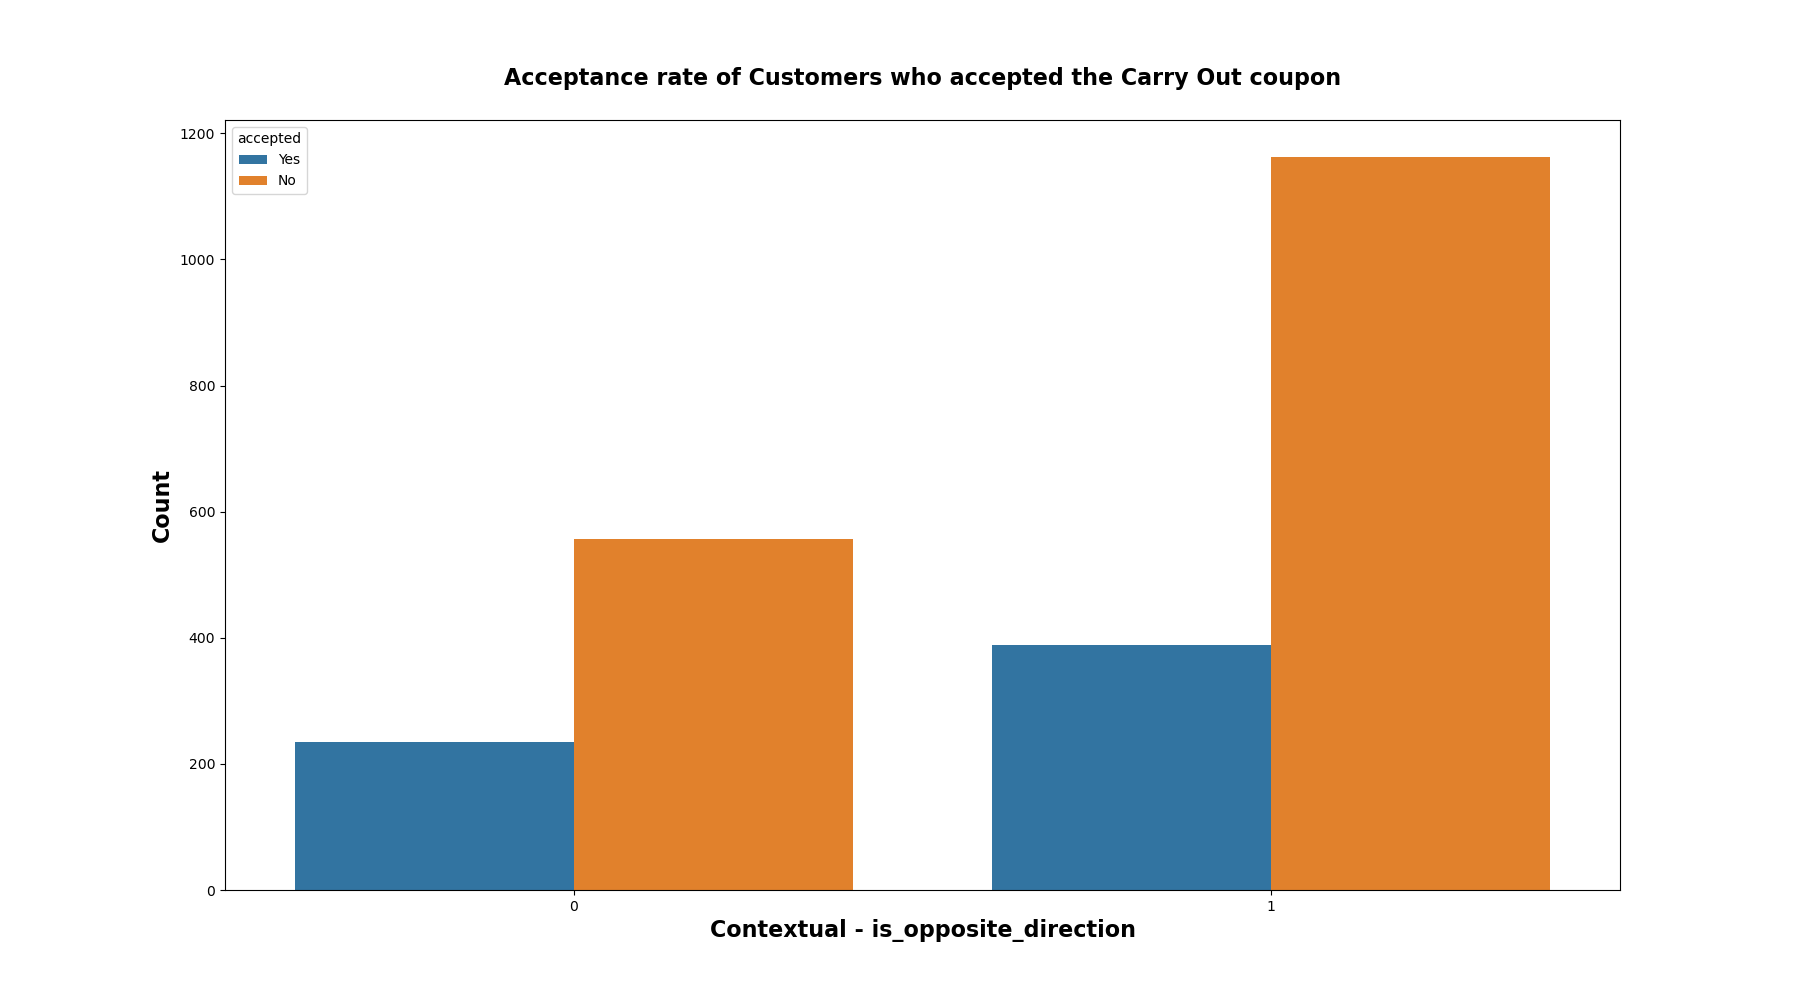 Acceptance rate of Customers who accepted the Carry Out coupon
accepted
Yes
No
1200
1000
800
600
400
200
0
Count
0 1
Contextual - is_opposite_direction